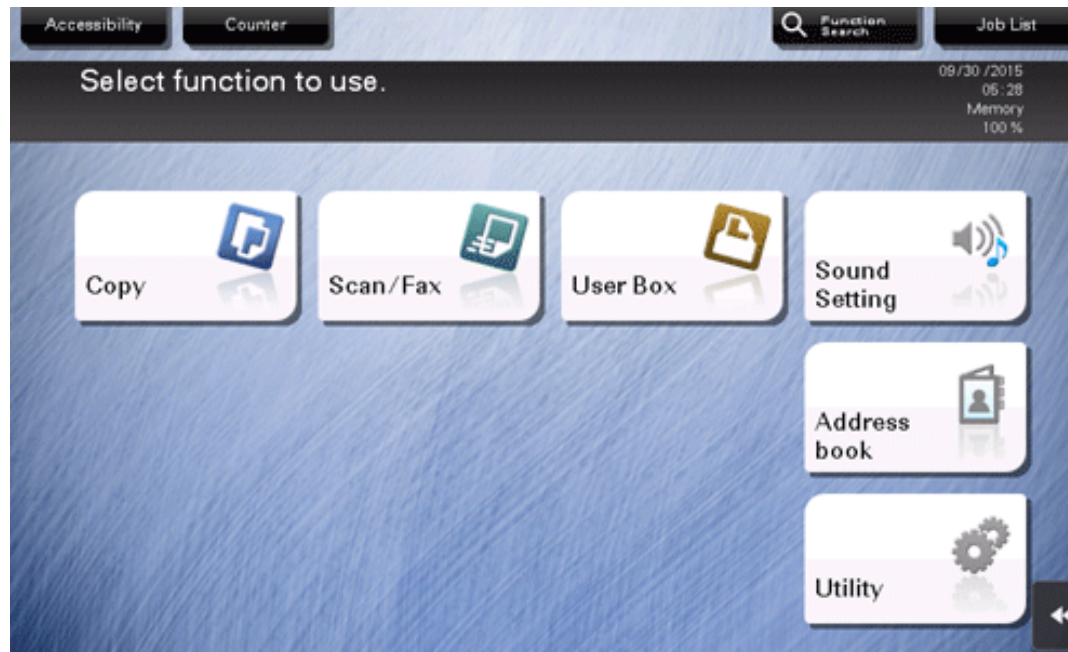 Accessibility
Counter
Function
Search
Job List
Select function to use.
09/30 /2015
05:28
Memory
100 %
Copy
Scan/Fax
User Box
Sound
Setting
Address
book
Utility